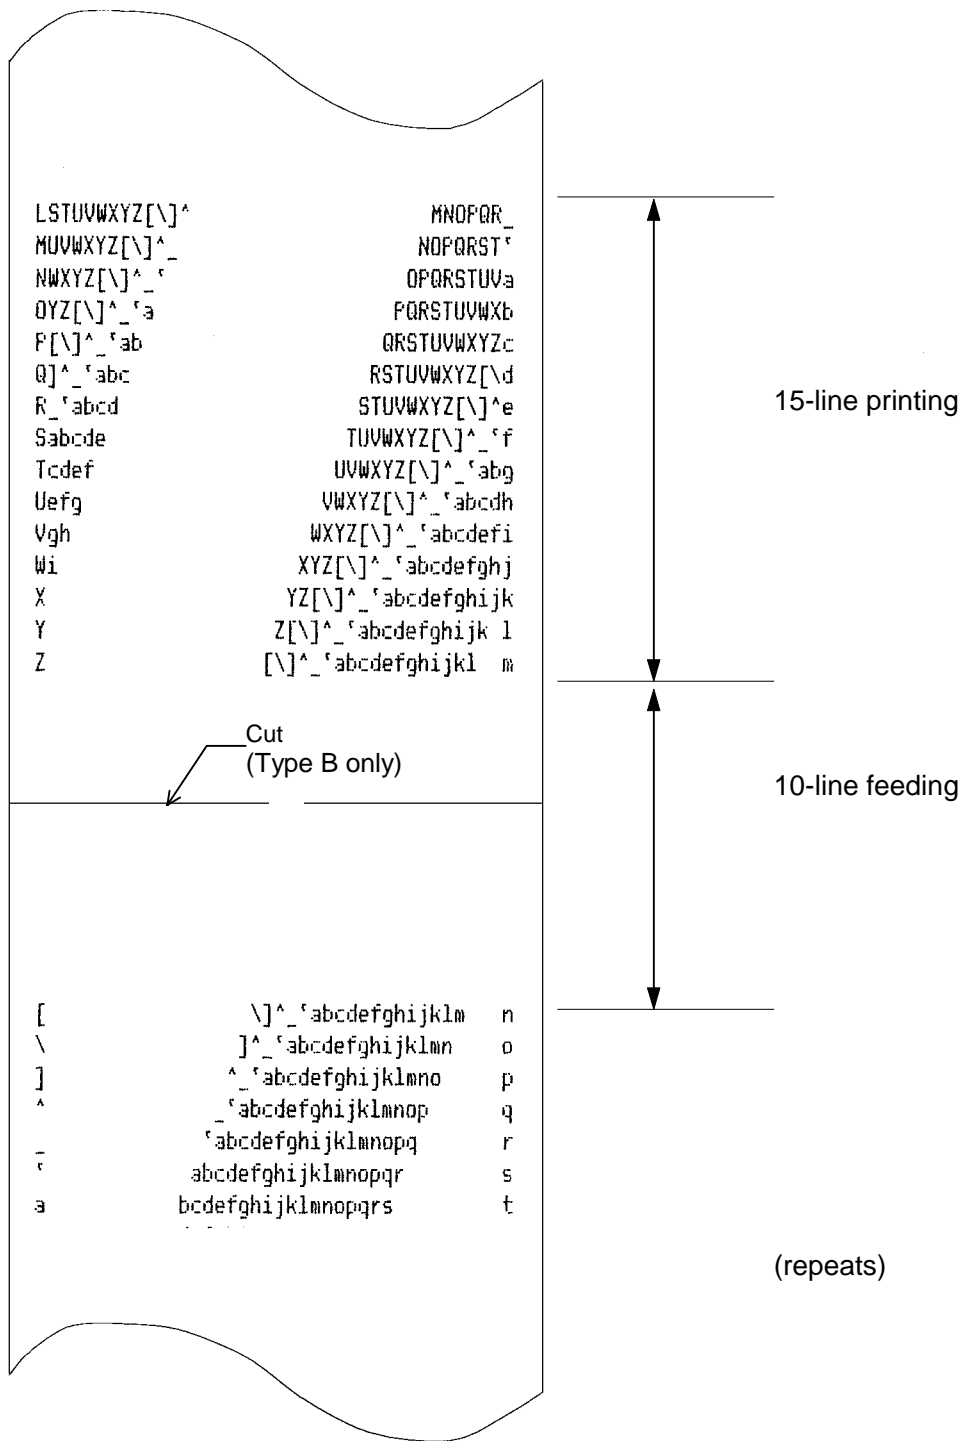 LSTUVWXYZ[\]^ MNOPQR_
MUVWXYZ[\]^_ NOPQRST‘
NWXYZ[\]^_‘ OPQRSTUVa
OYZ[\]^_‘a PQRSTUVWXb
P[\]^_‘ab QRSTUVWXYZc
Q]^_‘abc RSTUVWXYZ[\d
R_‘abcd STUVWXYZ[\]^e
Sabcde TUVWXYZ[\]^_‘f
Tcdef UVWXYZ[\]^_‘abg
Uefg VWXYZ[\]^_‘abcdh
Vgh WXYZ[\]^_‘abcdefi
Wi XYZ[\]^_‘abcdefghj
X YZ[\]^_‘abcdefghijk
Y Z[\]^_‘abcdefghijk l
Z [\]^_‘abcdefghijkl m
15-line printing
Cut
(Type B only)
10-line feeding
[ \]^_‘abcdefghijklm n
\ ]^_‘abcdefghijklmn o
] ^_‘abcdefghijklmno p
^ _‘abcdefghijklmnop q
_ ‘abcdefghijklmnopq r
‘ abcdefghijklmnopqr s
a bcdefghijklmnopqrs t
(repeats)